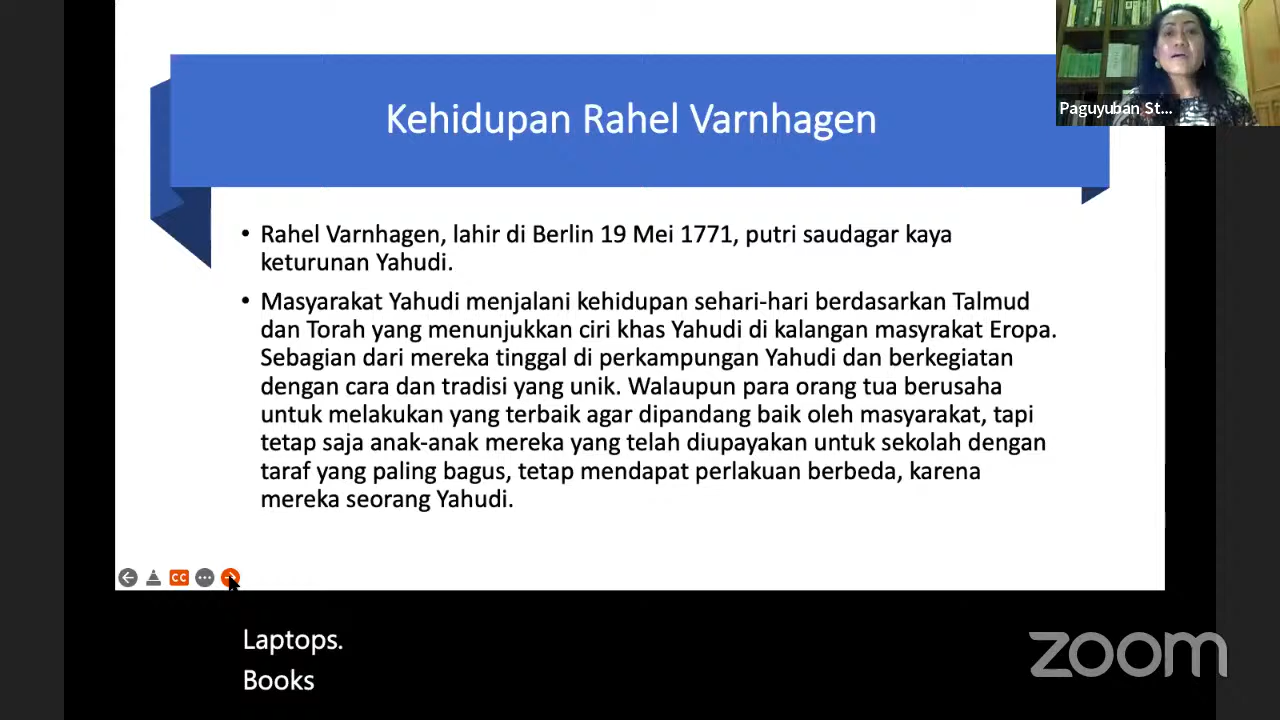 Kehidupan Rahel Varnhagen
Paguyuban St...
• Rahel Varnhagen, lahir di Berlin 19 Mei 1771, putri saudagar kaya
keturunan Yahudi.
• Masyarakat Yahudi menjalani kehidupan sehari-hari berdasarkan Talmud
dan Torah yang menunjukkan ciri khas Yahudi di kalangan masyrakat Eropa.
Sebagian dari mereka tinggal di perkampungan Yahudi dan berkegiatan
dengan cara dan tradisi yang unik. Walaupun para orang tua berusaha
untuk melakukan yang terbaik agar dipandang baik oleh masyarakat, tapi
tetap saja anak-anak mereka yang telah diupayakan untuk sekolah dengan
taraf yang paling bagus, tetap mendapat perlakuan berbeda, karena
mereka seorang Yahudi.
CC
Laptops.
Books
zoom